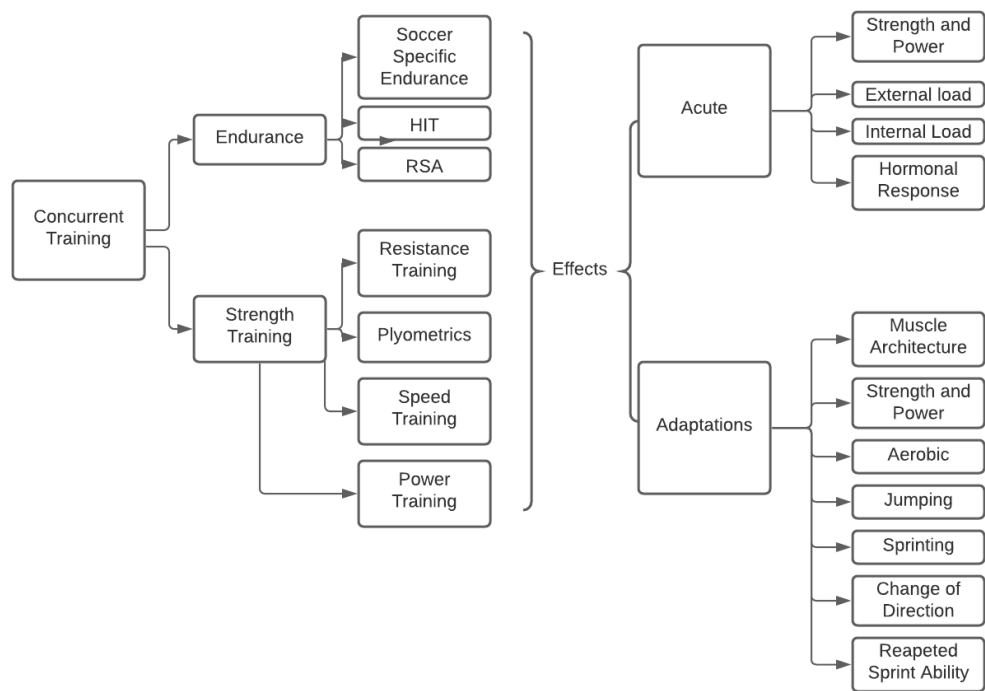 Concurrent
Training
Endurance
Strength
Training
Soccer
Specific
Endurance
HIT
RSA
Resistance
Training
Plyometrics
Speed
Training
Power
Training
Effects
Acute
Adaptations
Strength and
Power
External load
Internal Load
Hormonal
Response
Muscle
Architecture
Strength and
Power
Aerobic
Jumping
Sprinting
Change of
Direction
Reapeted
Sprint Ability